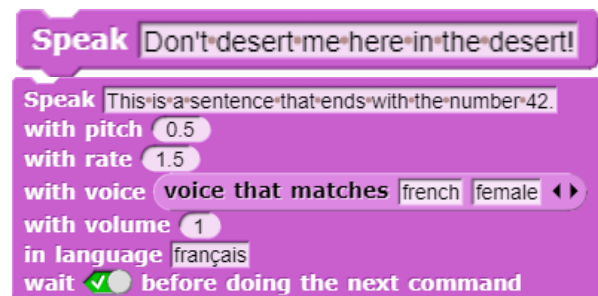 Speak Don't desert me here in the desert!
Speak This is a sentence that ends with the number 42.
with pitch 0.5
with rate 1.5
with voice voice that matches french female
with volume 1
in language français
wait before doing the next command